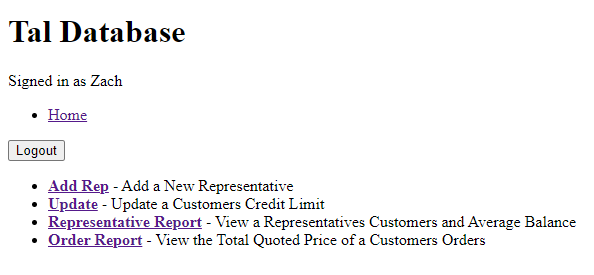 Tal Database
Signed in as Zach
Home
Logout
Add Rep - Add a New Representative
Update - Update a Customers Credit Limit
Representative Report - View a Representatives Customers and Average Balance
Order Report - View the Total Quoted Price of a Customers Orders